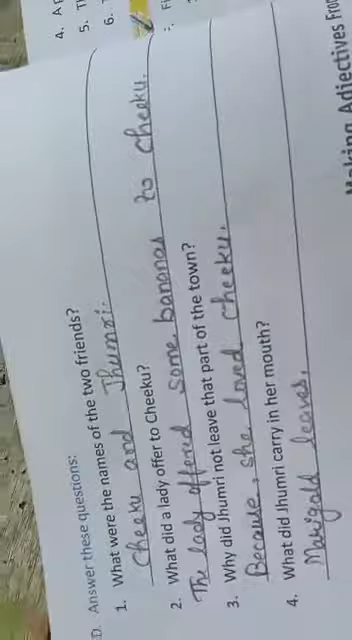 D. Answer these questions:
1. What were the names of the two friends?
Cheeku and Jhumri.
2. What did a lady offer to Cheeku?
The lady offered some bananas to cheeku.
3. Why did Jhumri not leave that part of the town?
Because, she loved cheeku.
4. What did Jhumri carry in her mouth?
Marigold leaves.
4. A
5.
6.
Making Adjectives From